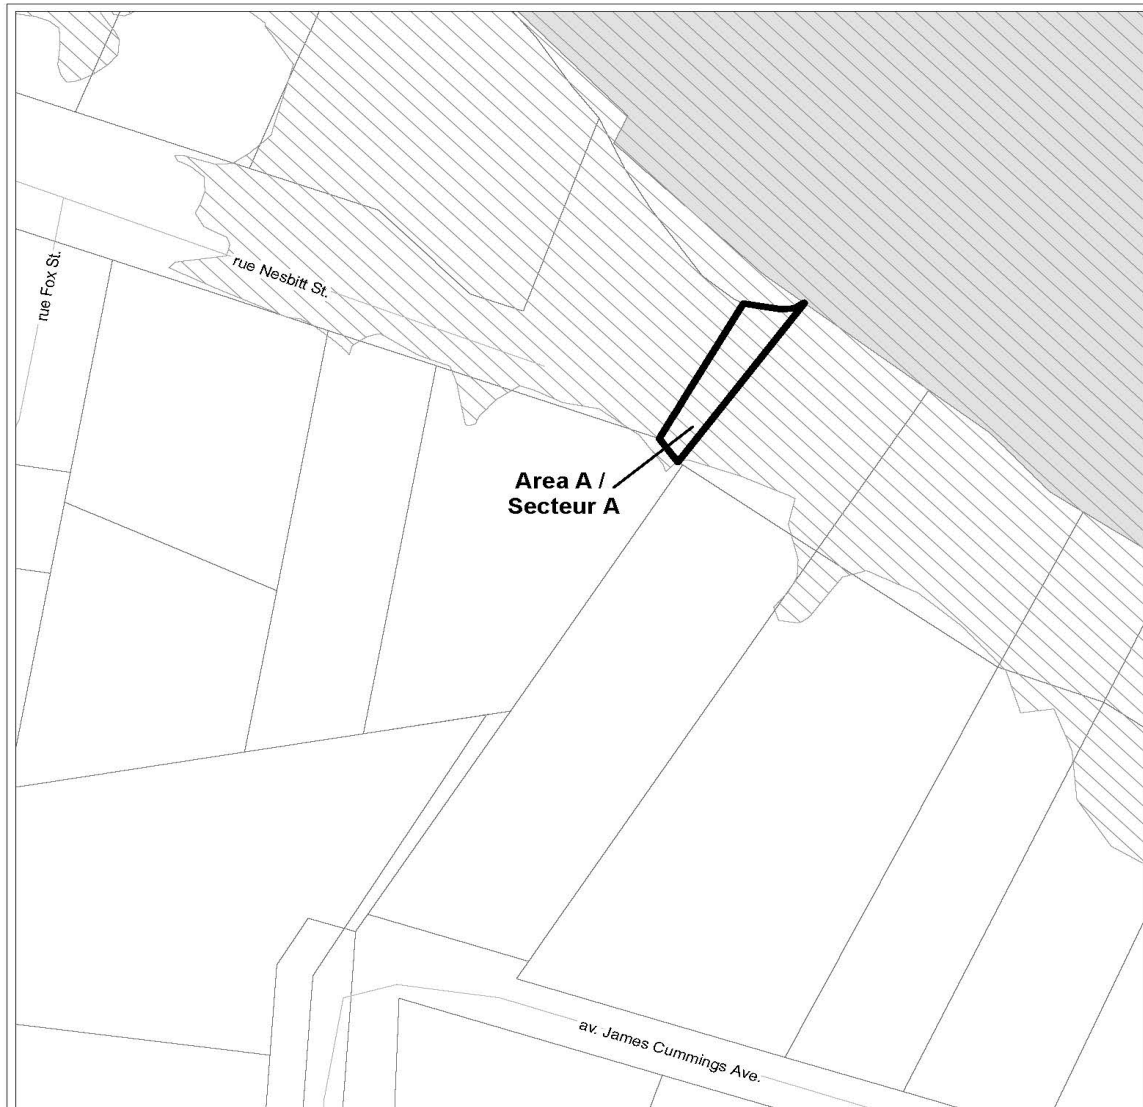 rue Nesbitt St.
rue Fox St.
Area A /
Secteur A
av. James Cummings Ave.